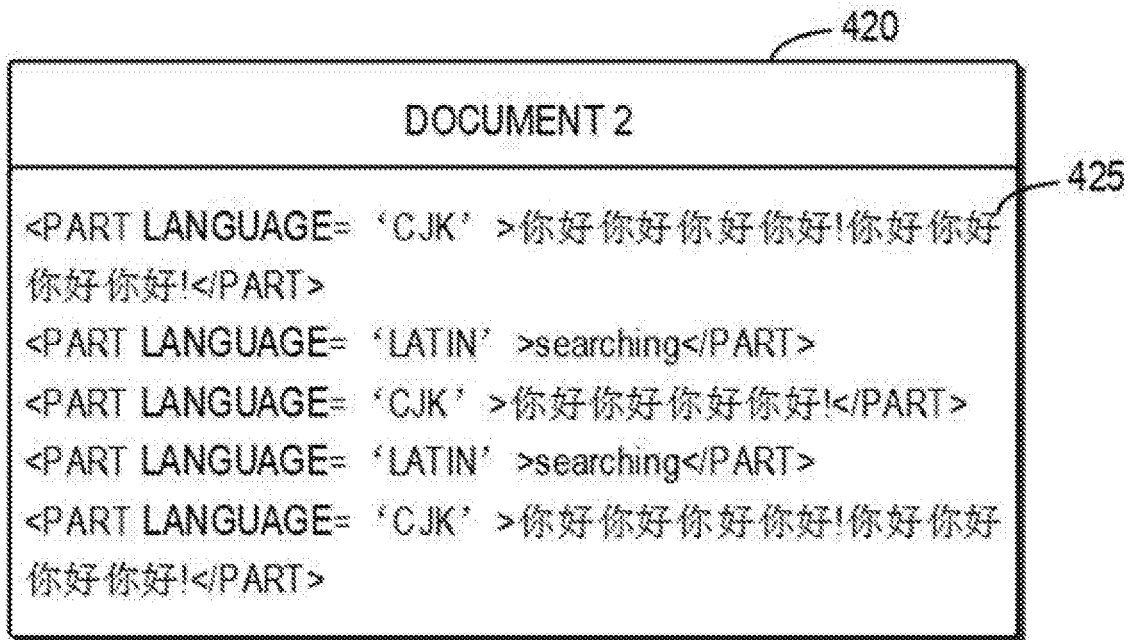 420
DOCUMENT 2
425
<PART LANGUAGE= ‘CJK’ >你好你好你好你好!你好你好
你好你好!</PART>
<PART LANGUAGE= ‘LATIN’ >searching</PART>
<PART LANGUAGE= ‘CJK’ >你好你好你好你好!</PART>
<PART LANGUAGE= ‘LATIN’ >searching</PART>
<PART LANGUAGE= ‘CJK’ >你好你好你好你好!你好你好
你好你好!</PART>